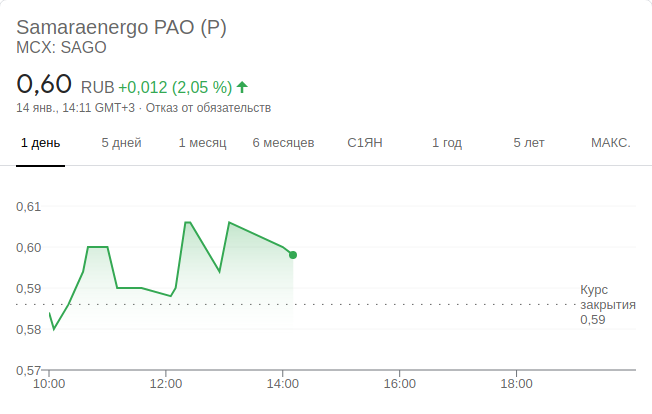 Samaraenergo PAO (P)
MCX: SAGO
0,60 RUB +0,012 (2,05 %)
14 янв., 14:11 GMT+3 · Отказ от обязательств
1 день 5 дней 1 месяц 6 месяцев С1ЯН 1 год 5 лет МАКС.
0,61
0,60
0,59
Курс
закрытия
0,59
0,58
0,57
10:00 12:00 14:00 16:00 18:00